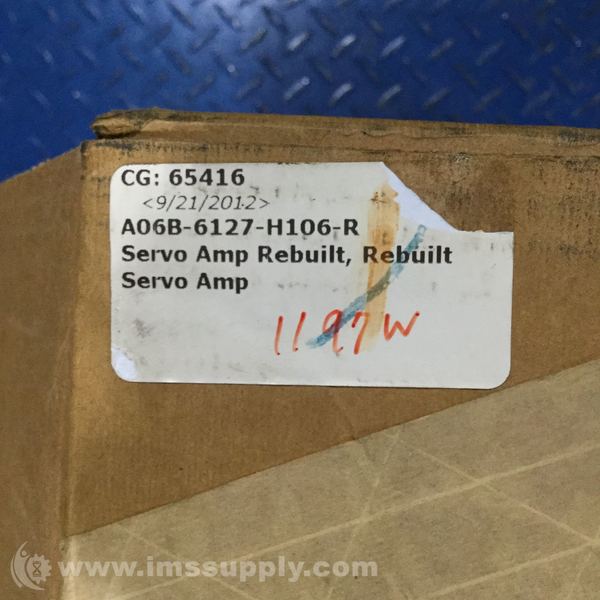 CG: 65416
<9/21/2012>
A06B-6127-H106-R
Servo Amp Rebuilt, Rebuilt
Servo Amp
1197W
www.imssupply.com